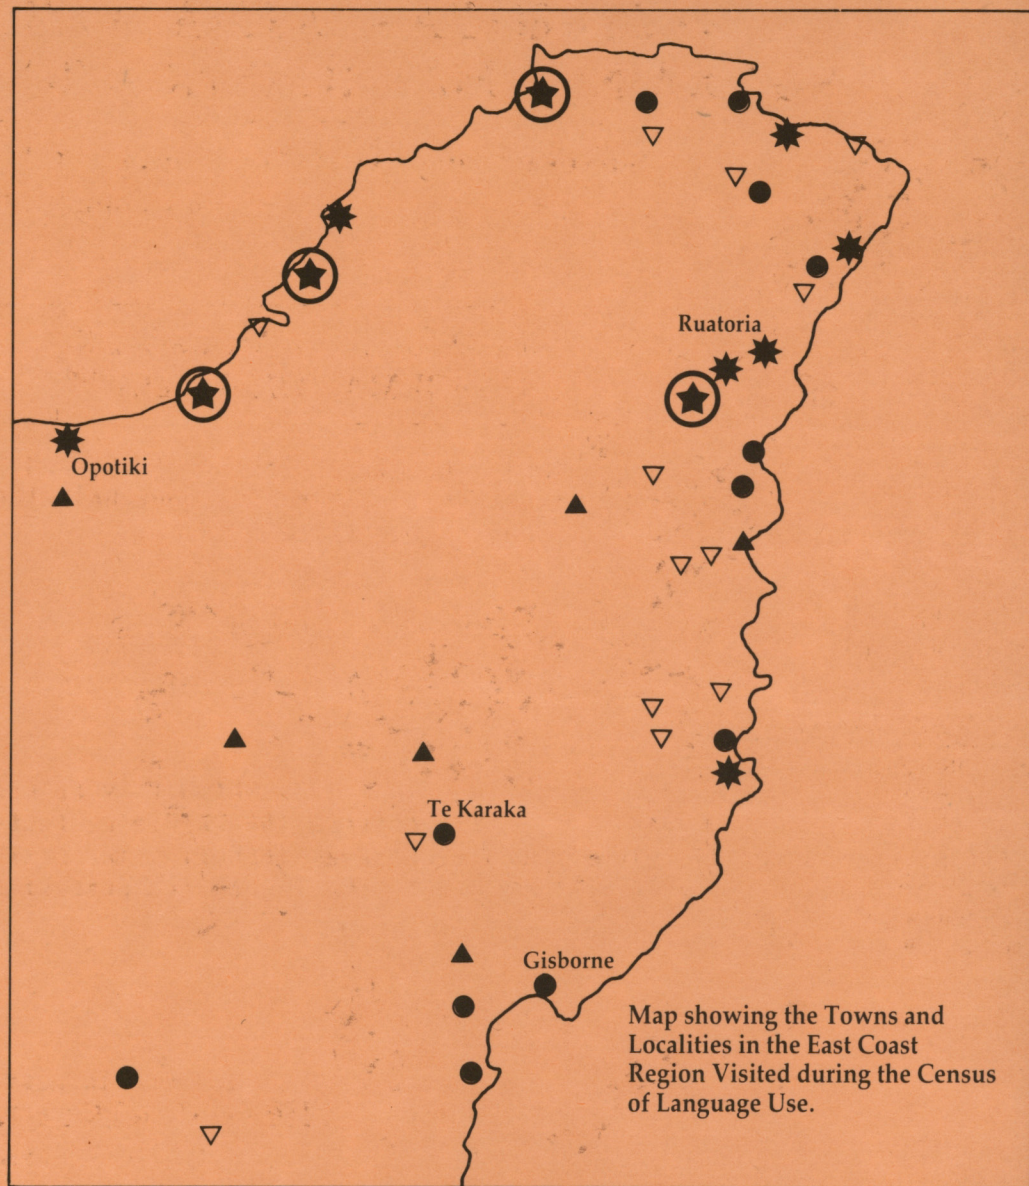 Ruatoria
Opotiki
Te Karaka
Gisborne
Map showing the Towns and
Localities in the East Coast
Region Visited during the Census
of Language Use.